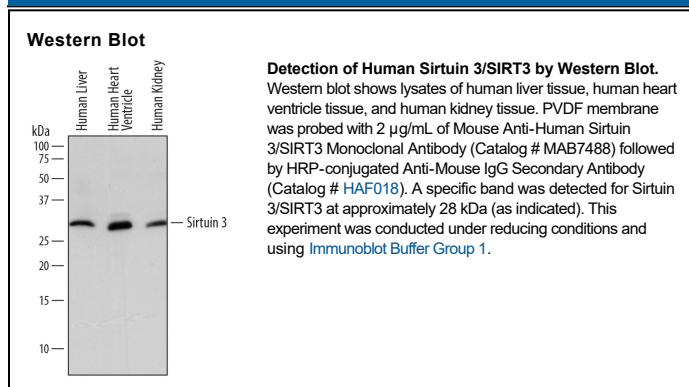 Western Blot
Human Liver
Human Heart
Ventricle
Human Kidney
kDa
100
75
50
37
25
20
15
10
Sirtuin 3
Detection of Human Sirtuin 3/SIRT3 by Western Blot.
Western blot shows lysates of human liver tissue, human heart
ventricle tissue, and human kidney tissue. PVDF membrane
was probed with 2 µg/mL of Mouse Anti-Human Sirtuin
3/SIRT3 Monoclonal Antibody (Catalog # MAB7488) followed
by HRP-conjugated Anti-Mouse IgG Secondary Antibody
(Catalog # HAF018). A specific band was detected for Sirtuin
3/SIRT3 at approximately 28 kDa (as indicated). This
experiment was conducted under reducing conditions and
using Immunoblot Buffer Group 1.